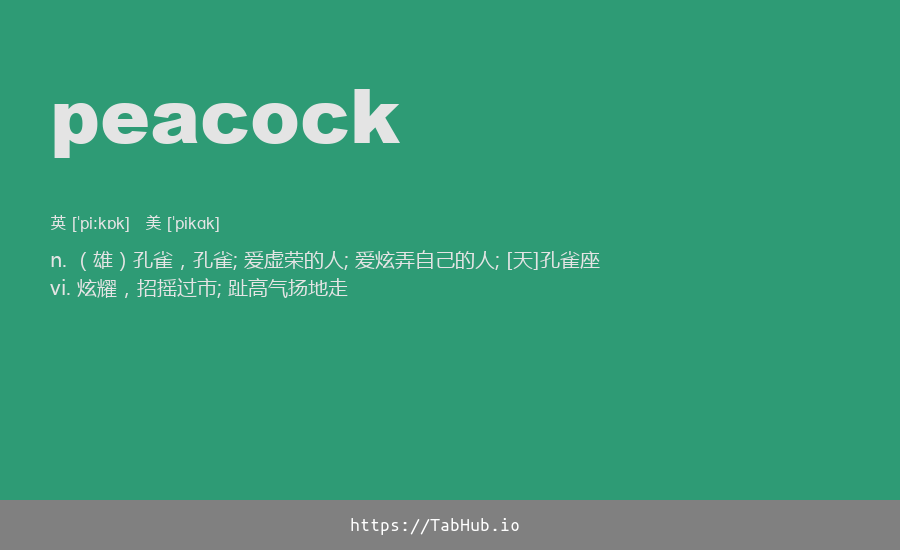 peacock
英 ['pi:kɒk] 美 ['pikɑk]
n.（雄）孔雀，孔雀; 爱虚荣的人; 爱炫弄自己的人; [天]孔雀座
vi. 炫耀，招摇过市; 趾高气扬地走
https://TabHub.io